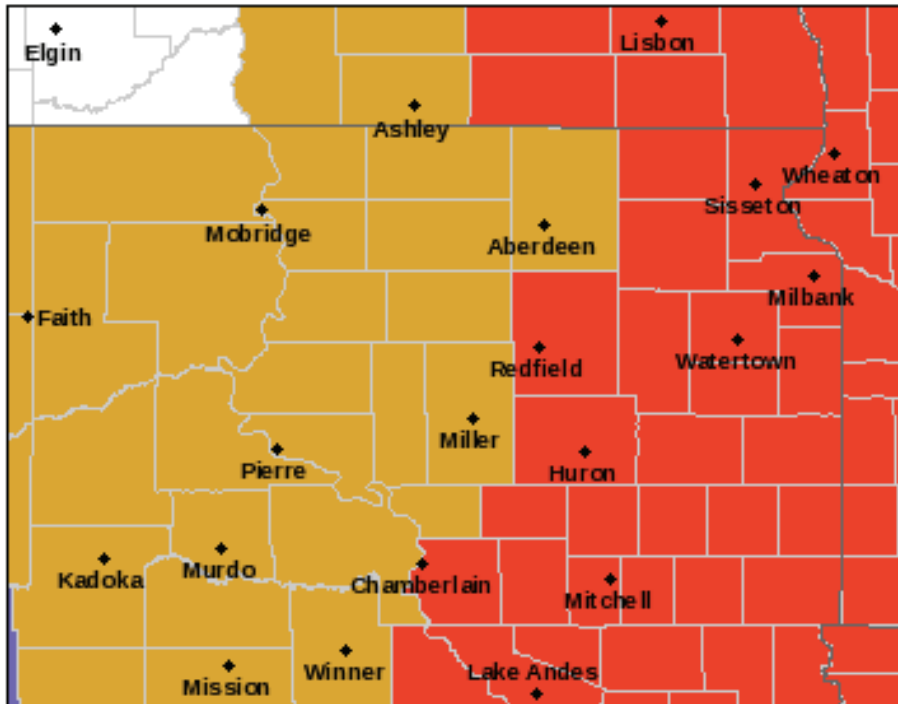 Lisbon
Elgin
Ashley
Wheaton
Sisseton
Mobridge
Aberdeen
Milbank
Faith
Watertown
Redfield
Miller
Pierre
Huron
Kadoka
Murdo
Chamberlain
Mitchell
Winner
Lake Andes
Mission